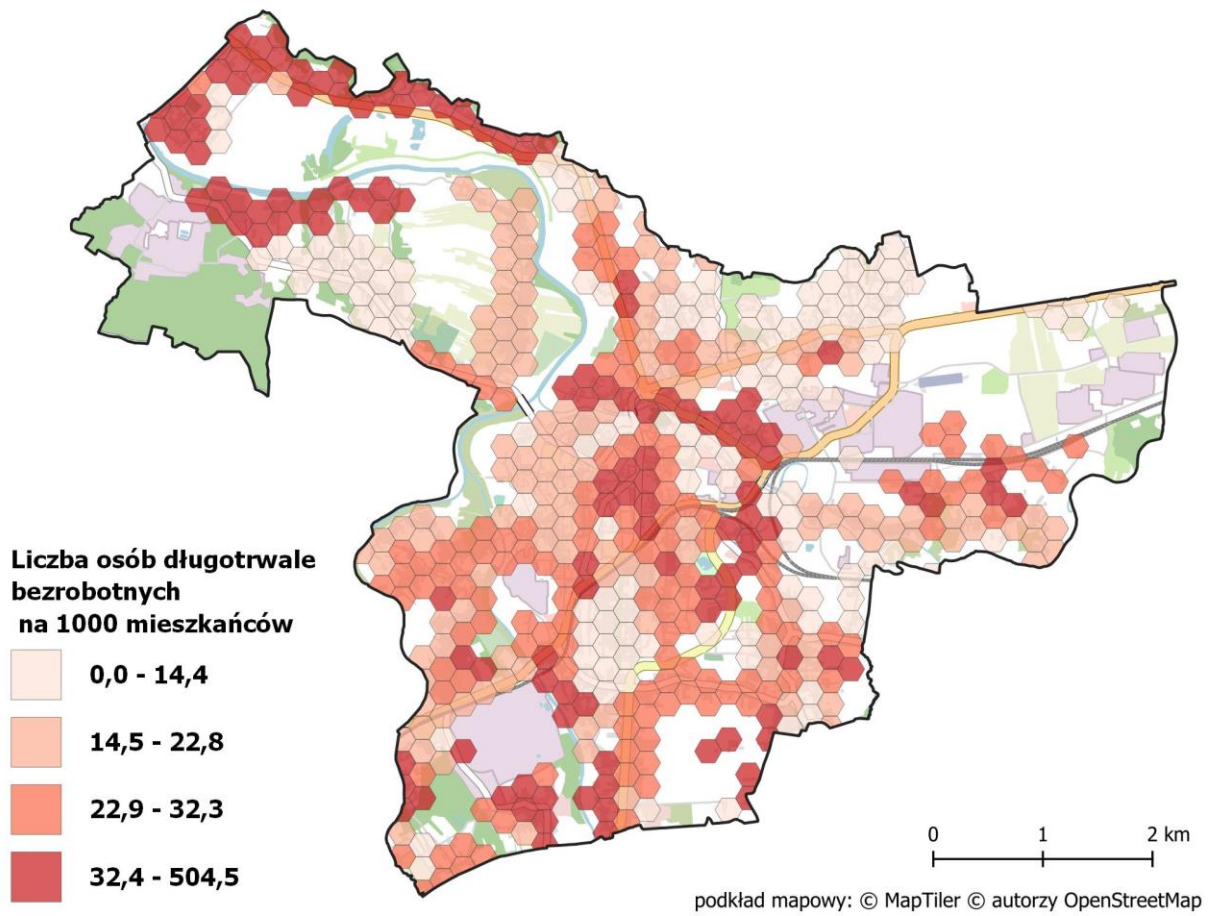 Liczba osób długotrwale
bezrobotnych
na 1000 mieszkańców
0,0 - 14,4
14,5 - 22,8
22,9 - 32,3
32,4 - 504,5
0 1 2 km
podkład mapowy: © MapTiler © autorzy OpenStreetMap